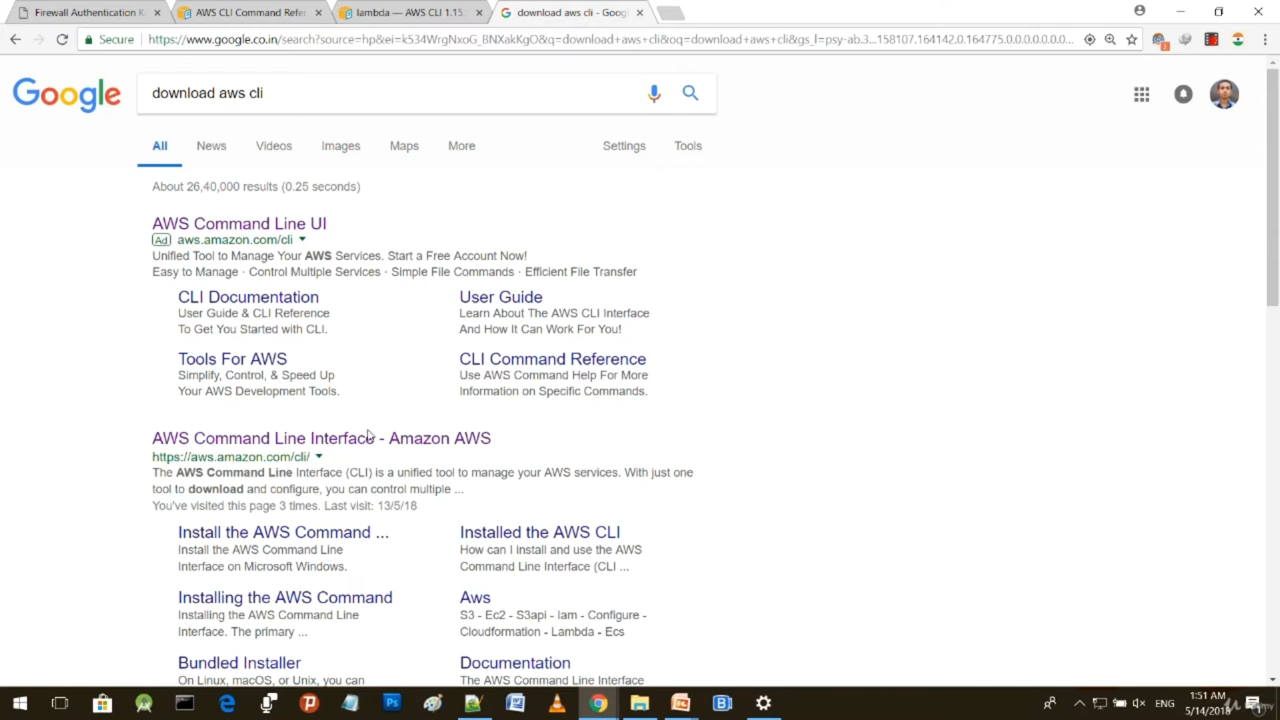 Firewall Authentication K
AWS CLI Command Refer
lambda — AWS CLI 1.15.
download aws cli - Goog
Secure https://www.google.co.in/search?source=hp&ei=k534WrgNxoG_BNXakKgO&q=download+aws+cli&oq=download+aws+cli&gs_l=psy-ab.3...158107.164142.0.164775.0.0.0.0.0.0.0...
Google
download aws cli
All News Videos Images Maps More Settings Tools
About 26,40,000 results (0.25 seconds)
AWS Command Line UI
Ad aws.amazon.com/cli
Unified Tool to Manage Your AWS Services. Start a Free Account Now!
Easy to Manage · Control Multiple Services · Simple File Commands · Efficient File Transfer
CLI Documentation
User Guide & CLI Reference
To Get You Started with CLI.
User Guide
Learn About The AWS CLI Interface
And How It Can Work For You!
Tools For AWS
Simplify, Control, & Speed Up
Your AWS Development Tools.
CLI Command Reference
Use AWS Command Help For More
Information on Specific Commands.
AWS Command Line Interface - Amazon AWS
https://aws.amazon.com/cli/
The AWS Command Line Interface (CLI) is a unified tool to manage your AWS services. With just one
tool to download and configure, you can control multiple ...
You've visited this page 3 times. Last visit: 13/5/18
Install the AWS Command ...
Install the AWS Command Line
Interface on Microsoft Windows.
Installed the AWS CLI
How can I install and use the AWS
Command Line Interface (CLI ...
Installing the AWS Command
Installing the AWS Command Line
Interface. The primary ...
Aws
S3 - Ec2 - S3api - Iam - Configure -
Cloudformation - Lambda - Ecs
Bundled Installer
On Linux, macOS, or Unix, you can
Documentation
The AWS Command Line Interface
ENG
1:51 AM
5/14/2018